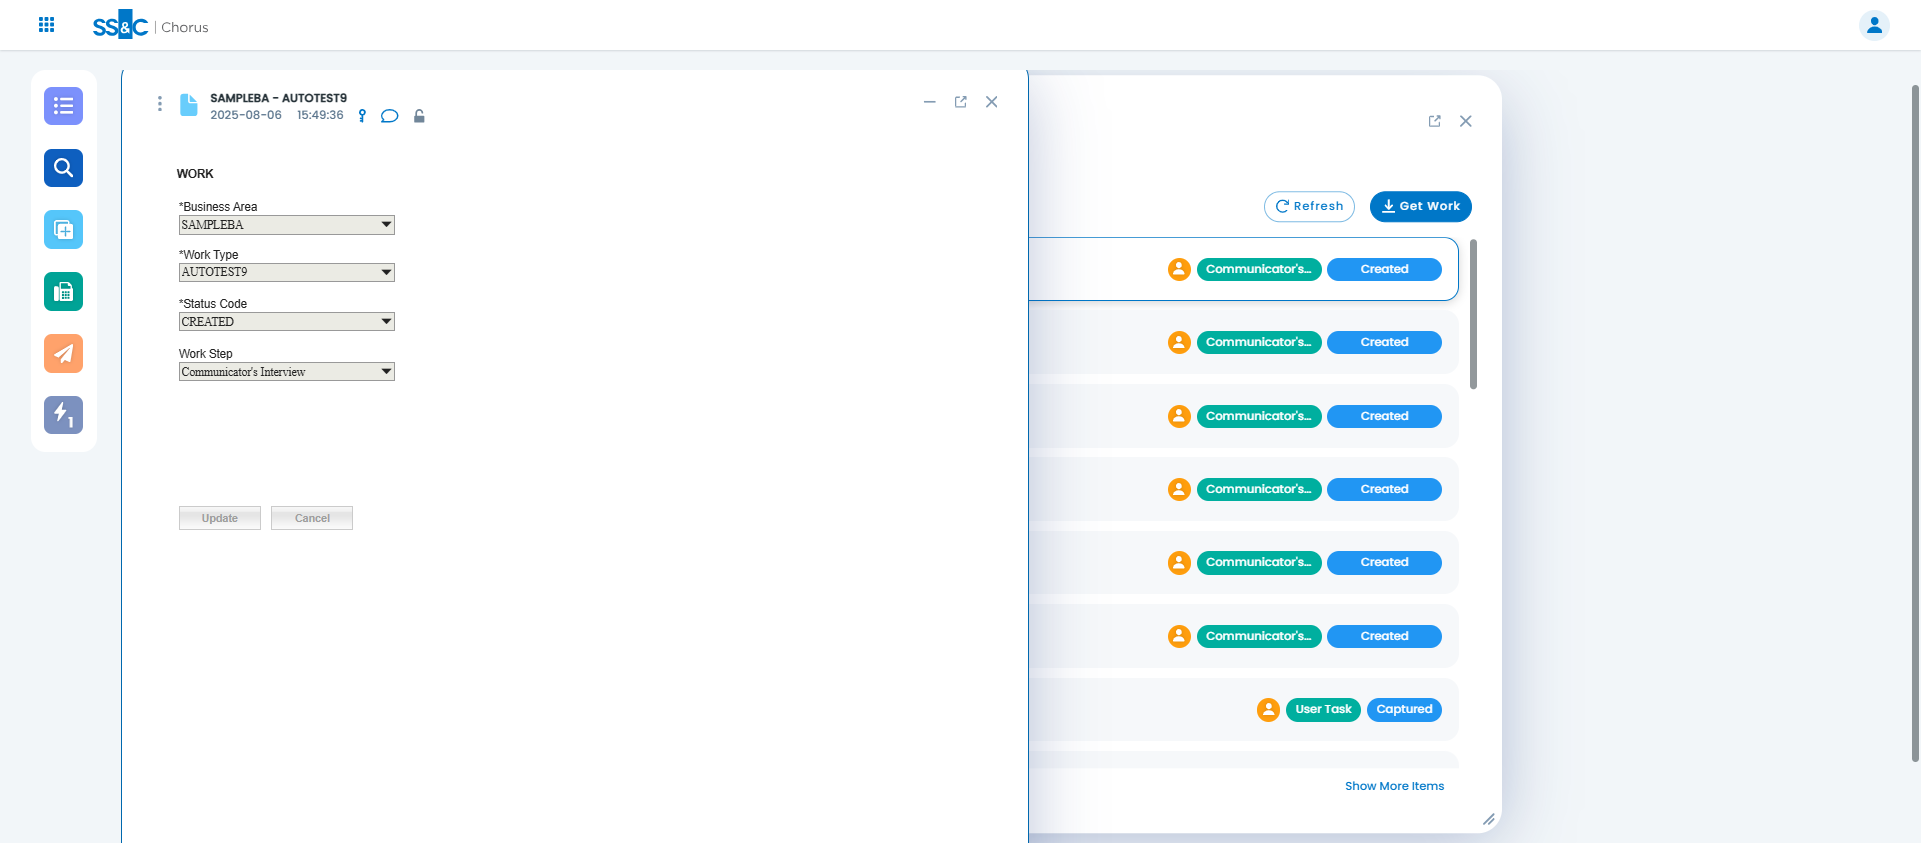 SS&C | Chorus
SAMPLEBA - AUTOTEST9
2025-08-06 15:49:36
WORK
*Business Area
SAMPLEBA
*Work Type
AUTOTEST9
*Status Code
CREATED
Work Step
Communicator's Interview
Update Cancel
1
Refresh Get Work
Communicator's... Created
Communicator's... Created
Communicator's... Created
Communicator's... Created
Communicator's... Created
Communicator's... Created
User Task Captured
Show More Items